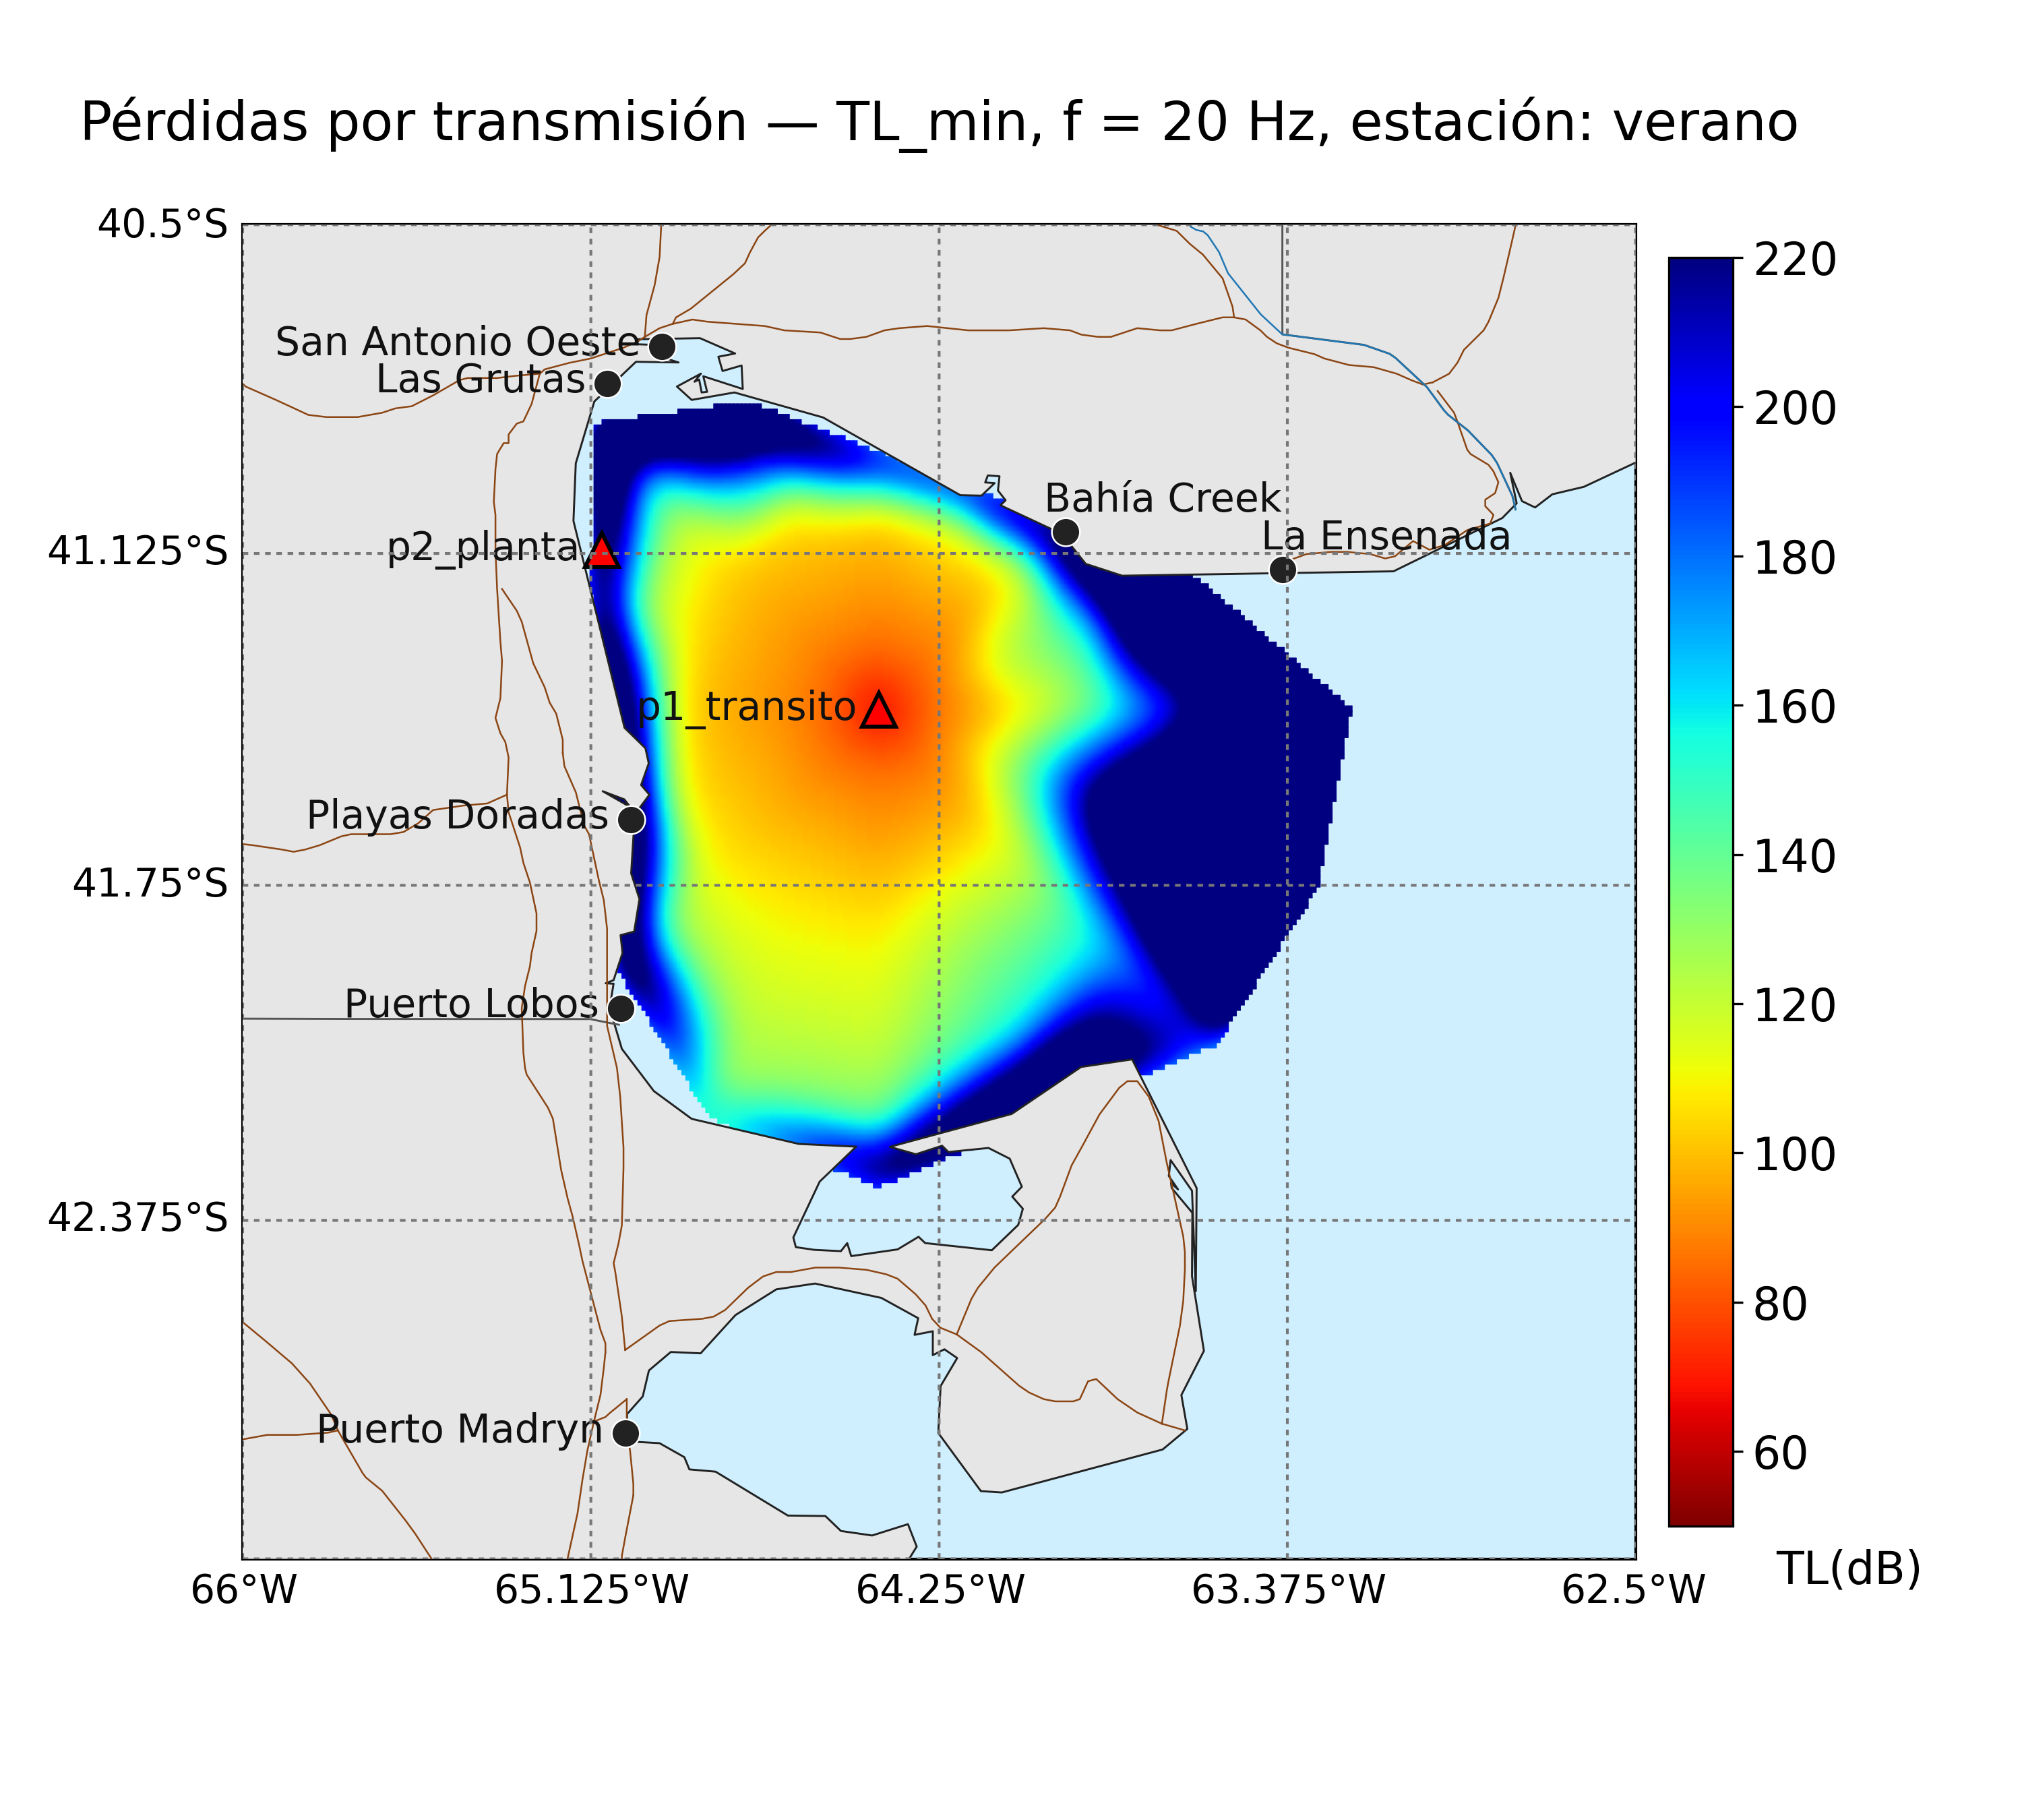 Pérdidas por transmisión — TL_min, f = 20 Hz, estación: verano
40.5°S
220
San Antonio Oeste
Las Grutas
200
Bahía Creek
La Ensenada
p2_planta
41.125°S
180
p1_transito
160
Playas Doradas
140
41.75°S
Puerto Lobos
120
100
42.375°S
80
Puerto Madryn
60
TL(dB)
66°W 65.125°W 64.25°W 63.375°W 62.5°W